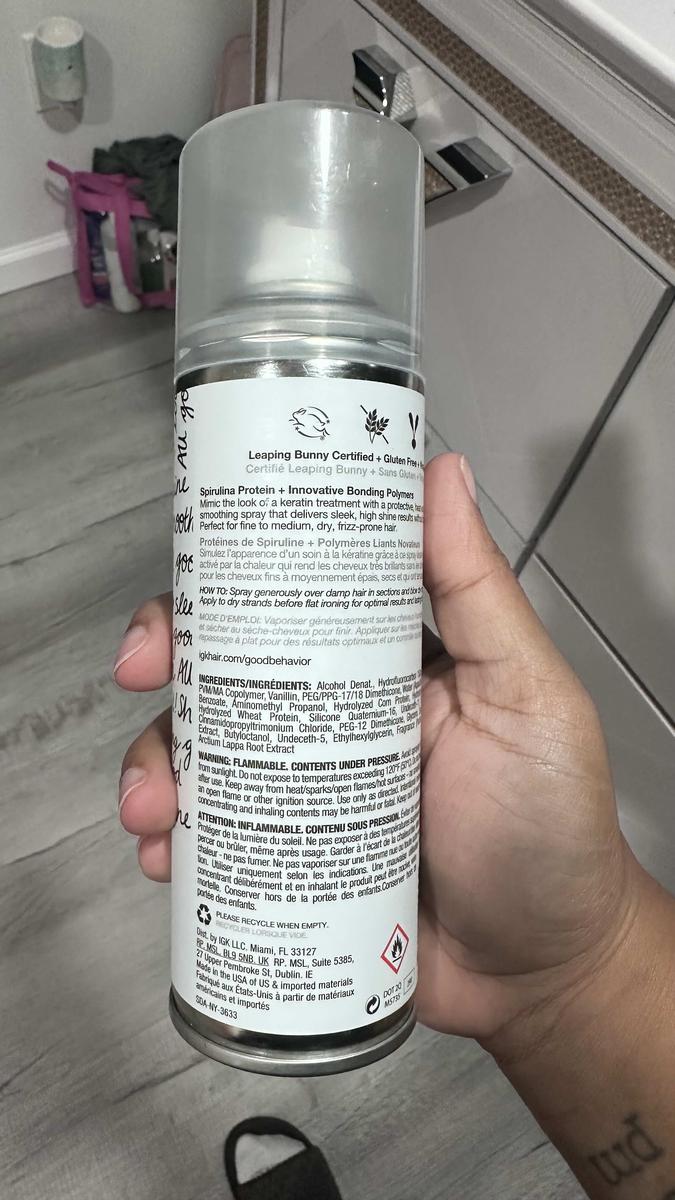 Leaping Bunny Certified + Gluten Free +
Certifié Leaping Bunny + Sans Gluten +
Spirulina Protein + Innovative Bonding Polymers
Mimic the look of a keratin treatment with a protective,
smoothing spray that delivers sleek, high shine results
Perfect for fine to medium, dry, frizz-prone hair.
Protéines de Spiruline + Polymères Liants
Simulez l'apparence d'un soin à la kératine grâce à ce spray
activé par la chaleur qui rend les cheveux très brillants sans
pour les cheveux fins à moyennement épais, secs et qui ont
HOW TO: Spray generously over damp hair in sections and blow
Apply to dry strands before flat ironing for optimal results and
MODE D'EMPLOI: Vaporiser généreusement sur les cheveux
et sécher au sèche-cheveux pour finir. Appliquer sur les
repassage à plat pour des résultats optimaux et un contrôle
igkhair.com/goodbehavior
INGREDIENTS/INGRÉDIENTS: Alcohol Denat.,
PVM/MA Copolymer, Vanillin, PEG/PPG-17/18 Dimethicone,
Benzoate, Aminomethyl Propanol, Hydrolyzed Corn Protein,
Hydrolyzed Wheat Protein, Silicone Quaternium-16,
Cinnamidopropyltrimonium Chloride, PEG-12 Dimethicone,
Extract, Butyloctanol, Undeceth-5, Ethylhexylglycerin,
Arctium Lappa Root Extract
WARNING: FLAMMABLE. CONTENTS UNDER PRESSURE.
from sunlight. Do not expose to temperatures exceeding 120°F (50°C).
after use. Keep away from heat/sparks/open flames/hot surfaces -
an open flame or other ignition source. Use only as directed.
concentrating and inhaling contents may be harmful or fatal. Keep
ATTENTION: INFLAMMABLE. CONTENU SOUS PRESSION.
Protéger de la lumière du soleil. Ne pas exposer à des températures
percer ou brûler, même après usage. Garder à l'écart de la
chaleur - ne pas fumer. Ne pas vaporiser sur une flamme nue ou
tion. Utiliser uniquement selon les indications. Une mauvaise
concentrant délibérément et en inhalant le produit peut être
mortelle. Conserver hors de la portée des enfants.Conserver hors
portée des enfants.
PLEASE RECYCLE WHEN EMPTY.
RECYCLER LORSQUE VIDE.
Dist. by IGK LLC. Miami, FL 33127
RP. MSL, BL9 5NB. UK RP. MSL, Suite 5385,
27 Upper Pembroke St, Dublin. IE
Made in the USA of US & imported materials
Fabriqué aux États-Unis à partir de matériaux
américains et importés
SDA-NY-3633
DOT 2Q
M5735